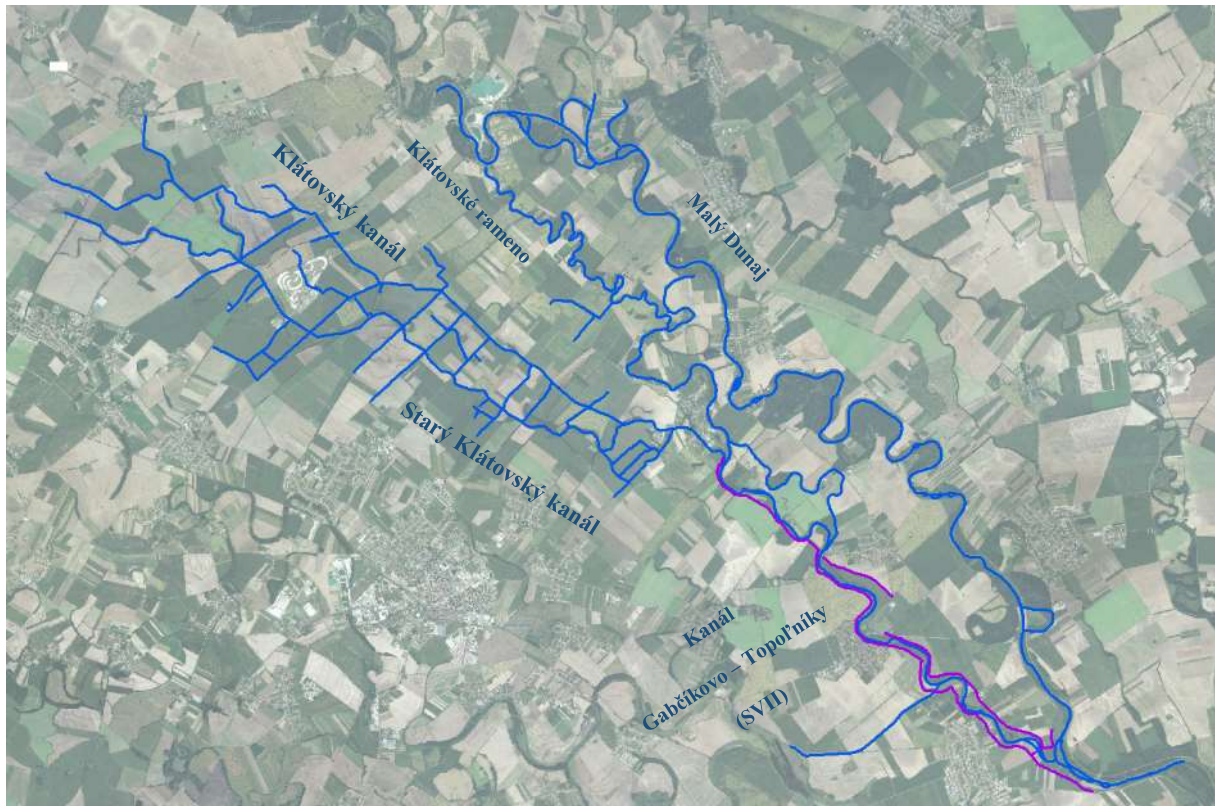 Klátovský kanál
Klátovské rameno
Malý Dunaj
Starý Klátovský kanál
Kanál
Gabčíkovo – Topoľníky
(SVII)